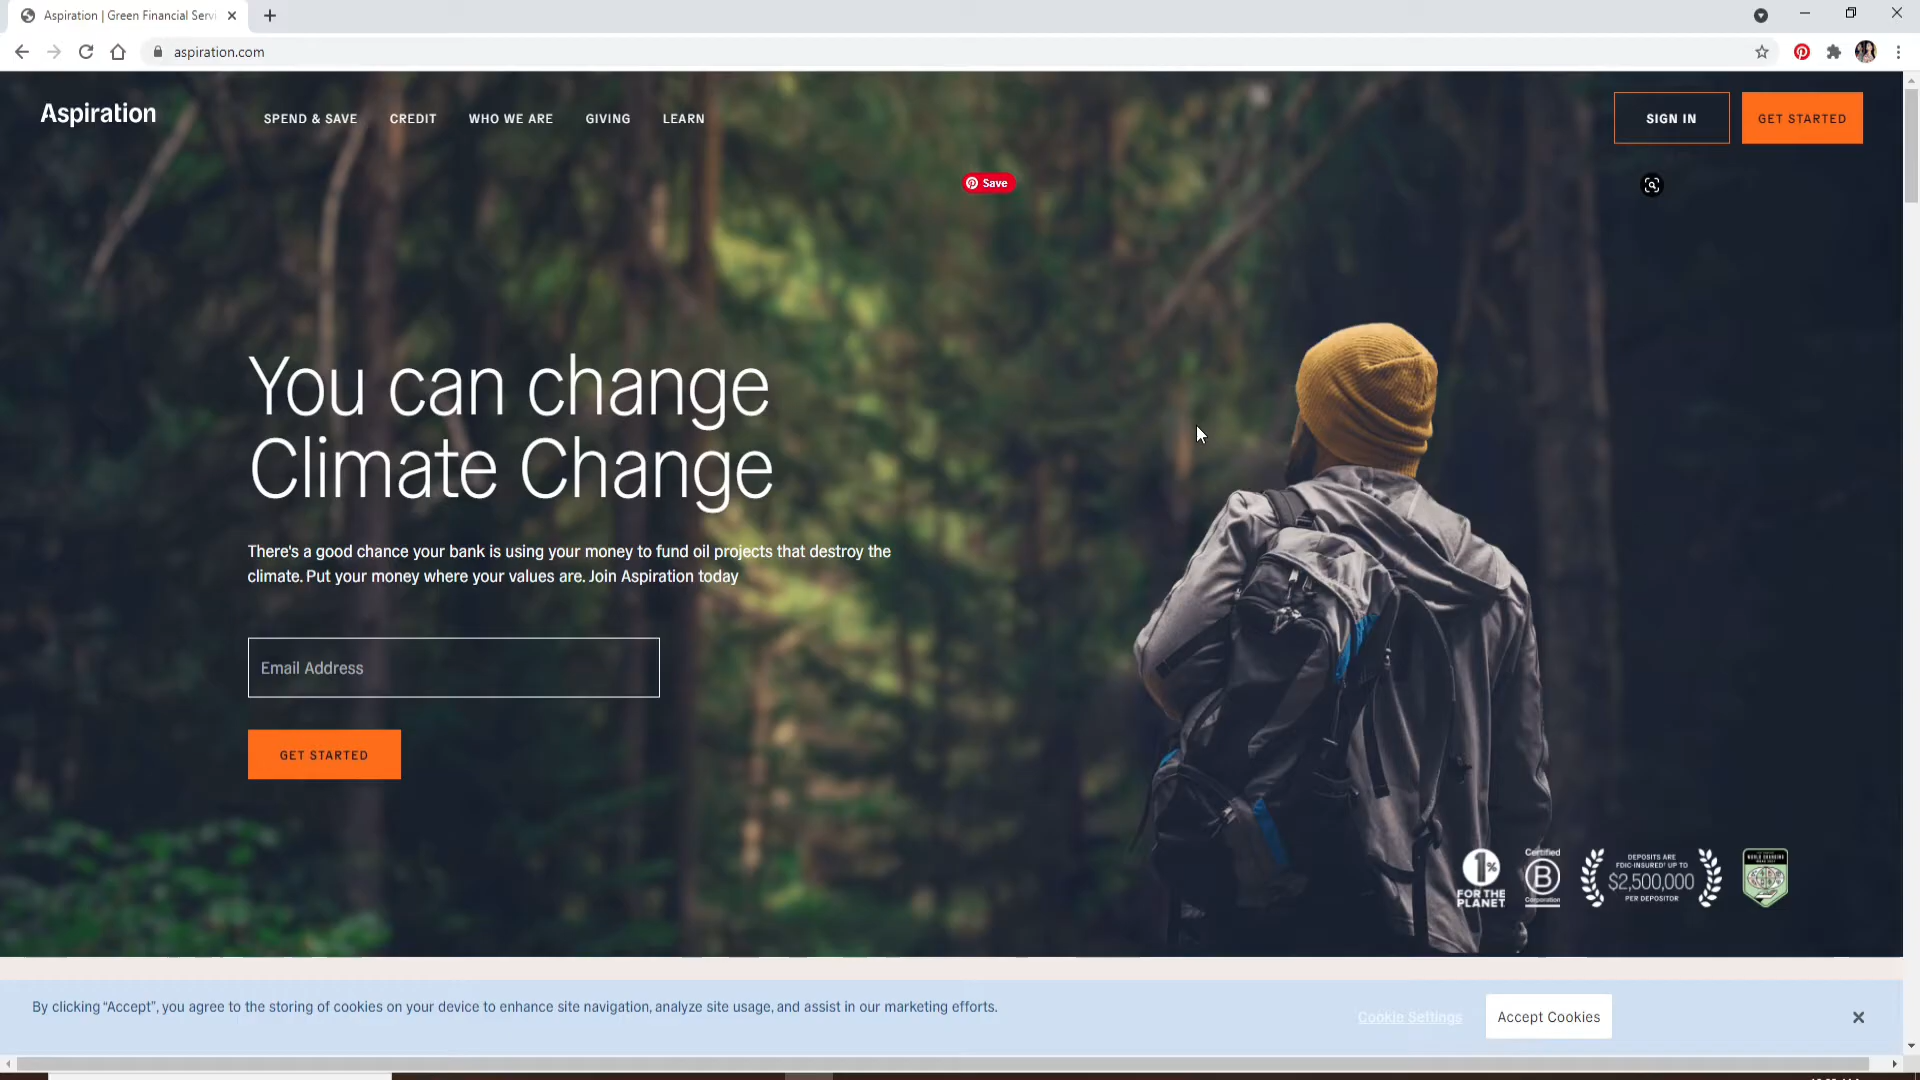 Aspiration | Green Financial Serv
aspiration.com
Aspiration
SPEND & SAVE
CREDIT
WHO WE ARE
GIVING
LEARN
SIGN IN
GET STARTED
Save
You can change
Climate Change
There's a good chance your bank is using your money to fund oil projects that destroy the
climate. Put your money where your values are. Join Aspiration today
Email Address
GET STARTED
1%
FOR THE
PLANET
Certified
B
Corporation
DEPOSITS ARE
FDIC-INSURED¹ UP TO
$2,500,000
PER DEPOSITOR
By clicking “Accept”, you agree to the storing of cookies on your device to enhance site navigation, analyze site usage, and assist in our marketing efforts.
Cookie Settings
Accept Cookies